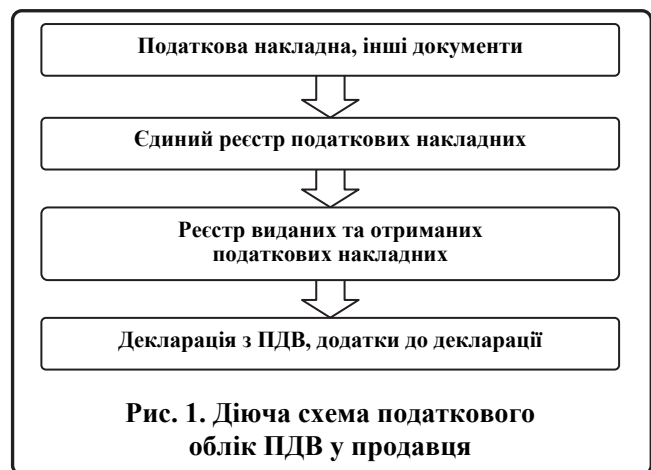 Податкова накладна, інші документи
Єдиний реєстр податкових накладних
Реєстр виданих та отриманих
податкових накладних
Декларація з ПДВ, додатки до декларації
Рис. 1. Діюча схема податкового
облік ПДВ у продавця